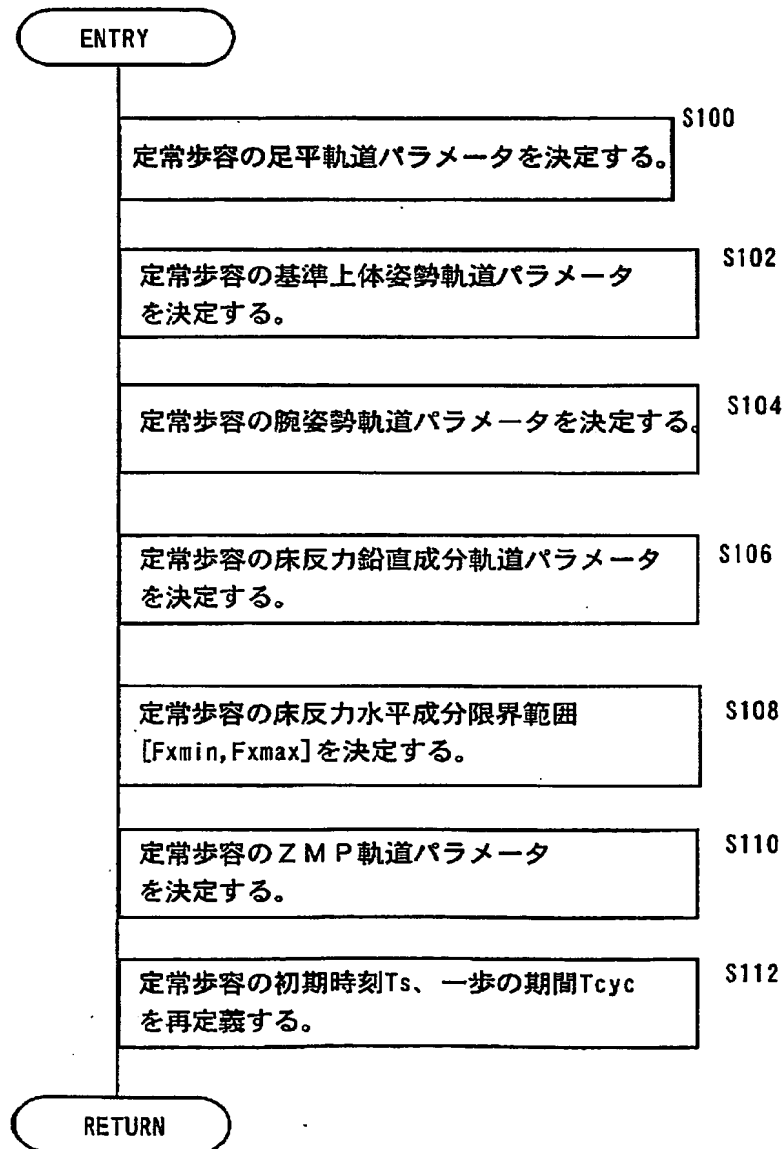 ENTRY
S100
定常歩容の足平軌道パラメータを決定する。
S102
定常歩容の基準上体姿勢軌道パラメータ
を決定する。
S104
定常歩容の腕姿勢軌道パラメータを決定する。
S106
定常歩容の床反力鉛直成分軌道パラメータ
を決定する。
S108
定常歩容の床反力水平成分限界範囲
[Fxmin,Fxmax]を決定する。
S110
定常歩容のＺＭＰ軌道パラメータ
を決定する。
S112
定常歩容の初期時刻Ts、一歩の期間Tcyc
を再定義する。
RETURN